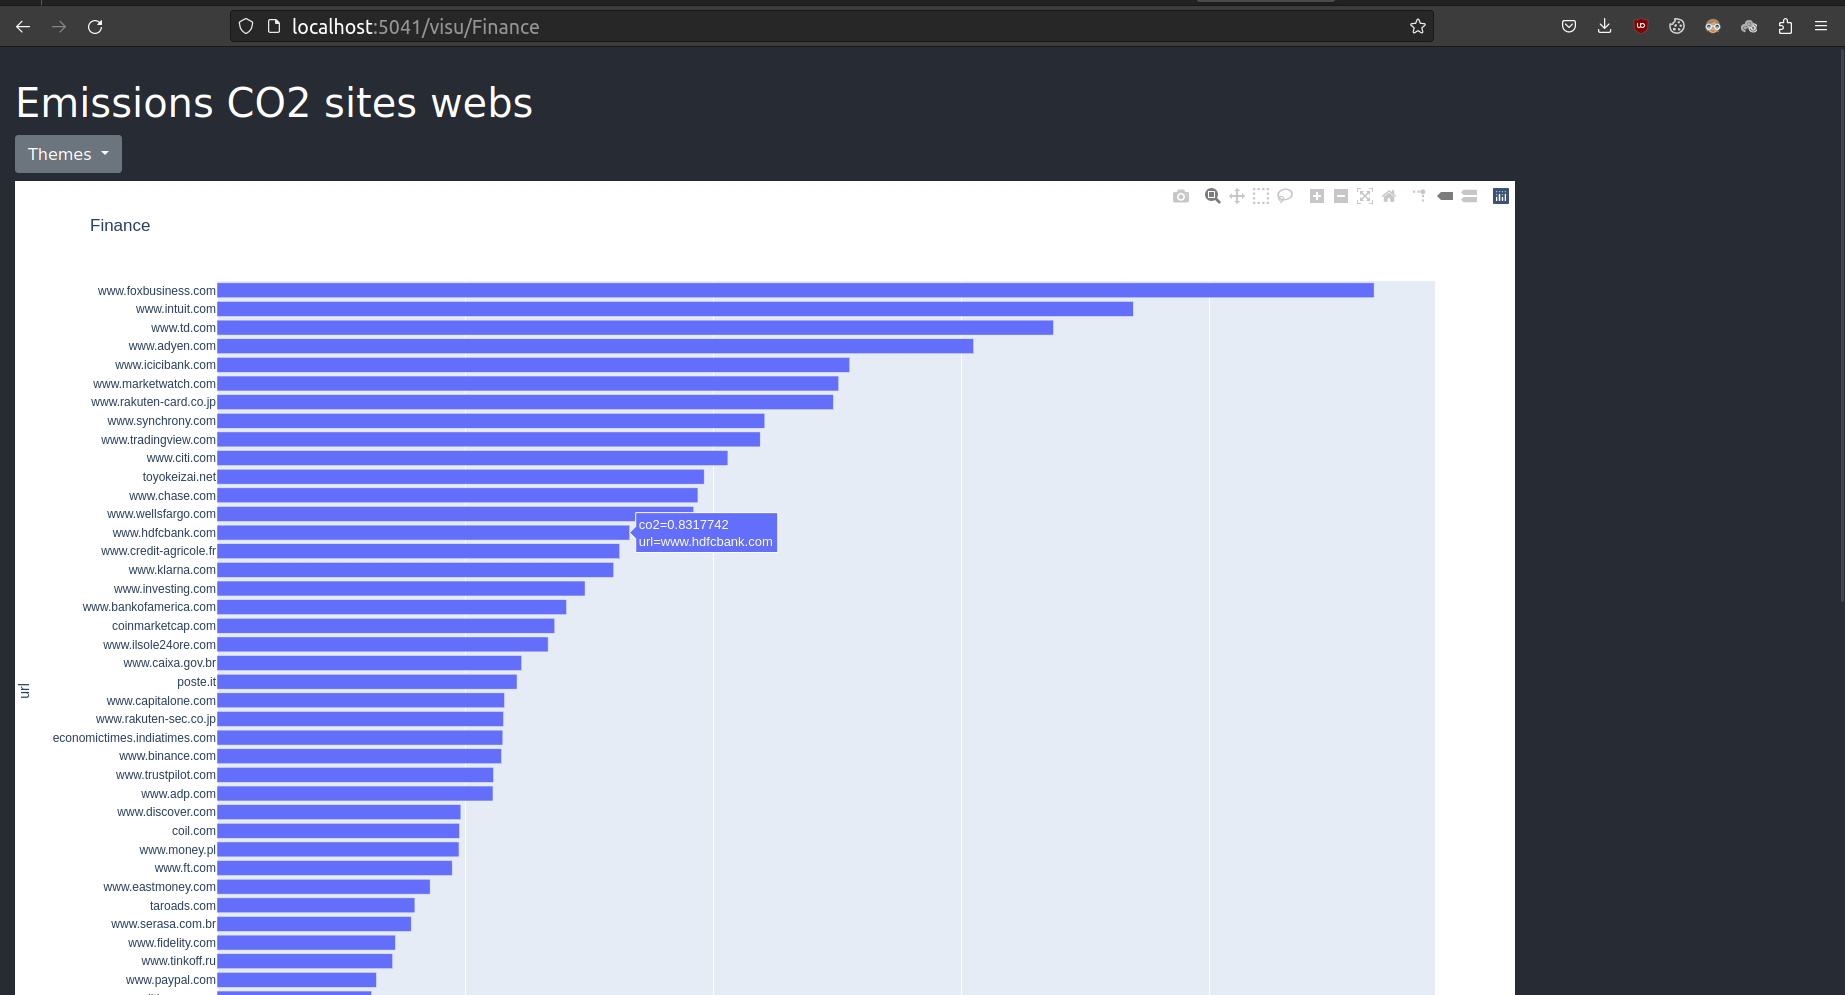 localhost:5041/visu/Finance
Emissions CO2 sites webs
Themes
Finance
www.foxbusiness.com
www.intuit.com
www.td.com
www.adyen.com
www.icicibank.com
www.marketwatch.com
www.rakuten-card.co.jp
www.synchrony.com
www.tradingview.com
www.citi.com
toyokeizai.net
www.chase.com
www.wellsfargo.com
www.hdfcbank.com
co2=0.8317742
url=www.hdfcbank.com
www.credit-agricole.fr
www.klarna.com
www.investing.com
www.bankofamerica.com
coinmarketcap.com
www.ilsole24ore.com
www.caixa.gov.br
poste.it
url
www.capitalone.com
www.rakuten-sec.co.jp
economictimes.indiatimes.com
www.binance.com
www.trustpilot.com
www.adp.com
www.discover.com
coil.com
www.money.pl
www.ft.com
www.eastmoney.com
taroads.com
www.serasa.com.br
www.fidelity.com
www.tinkoff.ru
www.paypal.com